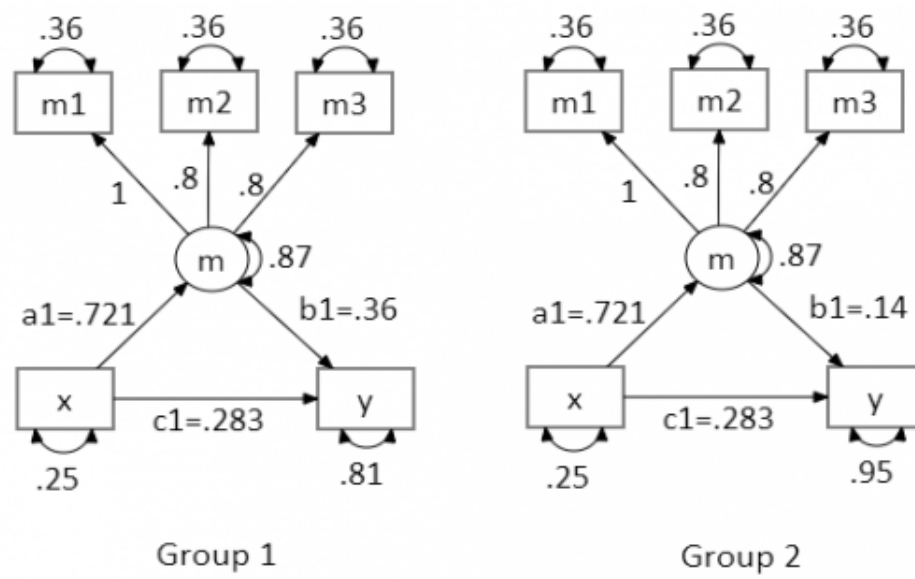 .36 .36 .36 .36 .36 .36
m1 m2 m3 m1 m2 m3
1 .8 .8 1 .8 .8
m .87 m .87
a1=.721 b1=.36 a1=.721 b1=.14
x y x y
c1=.283 c1=.283
.25 .81 .25 .95
Group 1 Group 2